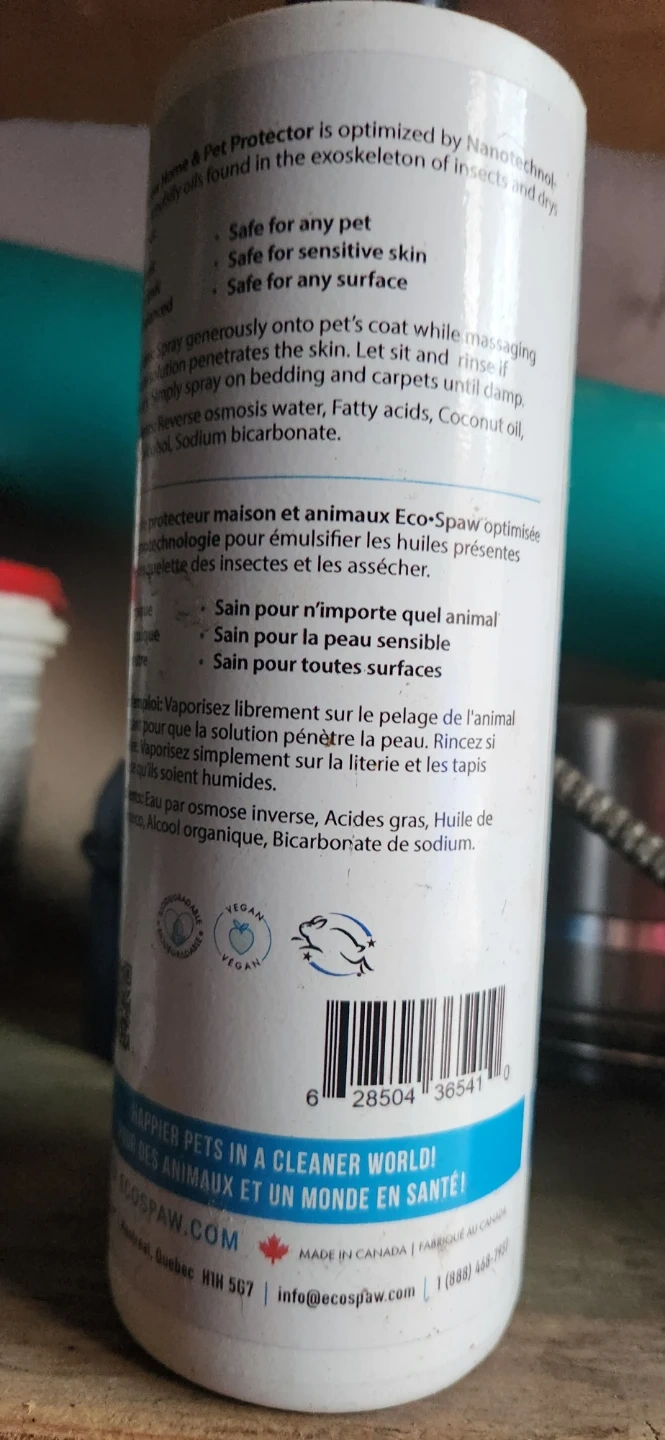 Home & Pet Protector is optimized by Nanotechnol-
oils found in the exoskeleton of insects and drys
• Safe for any pet
• Safe for sensitive skin
• Safe for any surface
Spray generously onto pet's coat while massaging
penetrates the skin. Let sit and rinse if
Simply spray on bedding and carpets until damp.
Reverse osmosis water, Fatty acids, Coconut oil,
Sodium bicarbonate.
protecteur maison et animaux Eco•Spaw optimisée
pour émulsifier les huiles présentes
des insectes et les assécher.
• Sain pour n'importe quel animal
• Sain pour la peau sensible
• Sain pour toutes surfaces
Vaporisez librement sur le pelage de l'animal
pour que la solution pénètre la peau. Rincez si
Vaporisez simplement sur la literie et les tapis
qu'ils soient humides.
Eau par osmose inverse, Acides gras, Huile de
Alcool organique, Bicarbonate de sodium.
BIODEGRADABLE
BIODÉGRADABLE
VEGAN
VÉGAN
6 28504 36541 0
HAPPIER PETS IN A CLEANER WORLD!
DES ANIMAUX ET UN MONDE EN SANTÉ!
ECOSPAW.COM
MADE IN CANADA | FABRIQUÉ AU CANADA
Montréal, Quebec H1H 5G7 | info@ecospaw.com | 1 (888) 468-7957